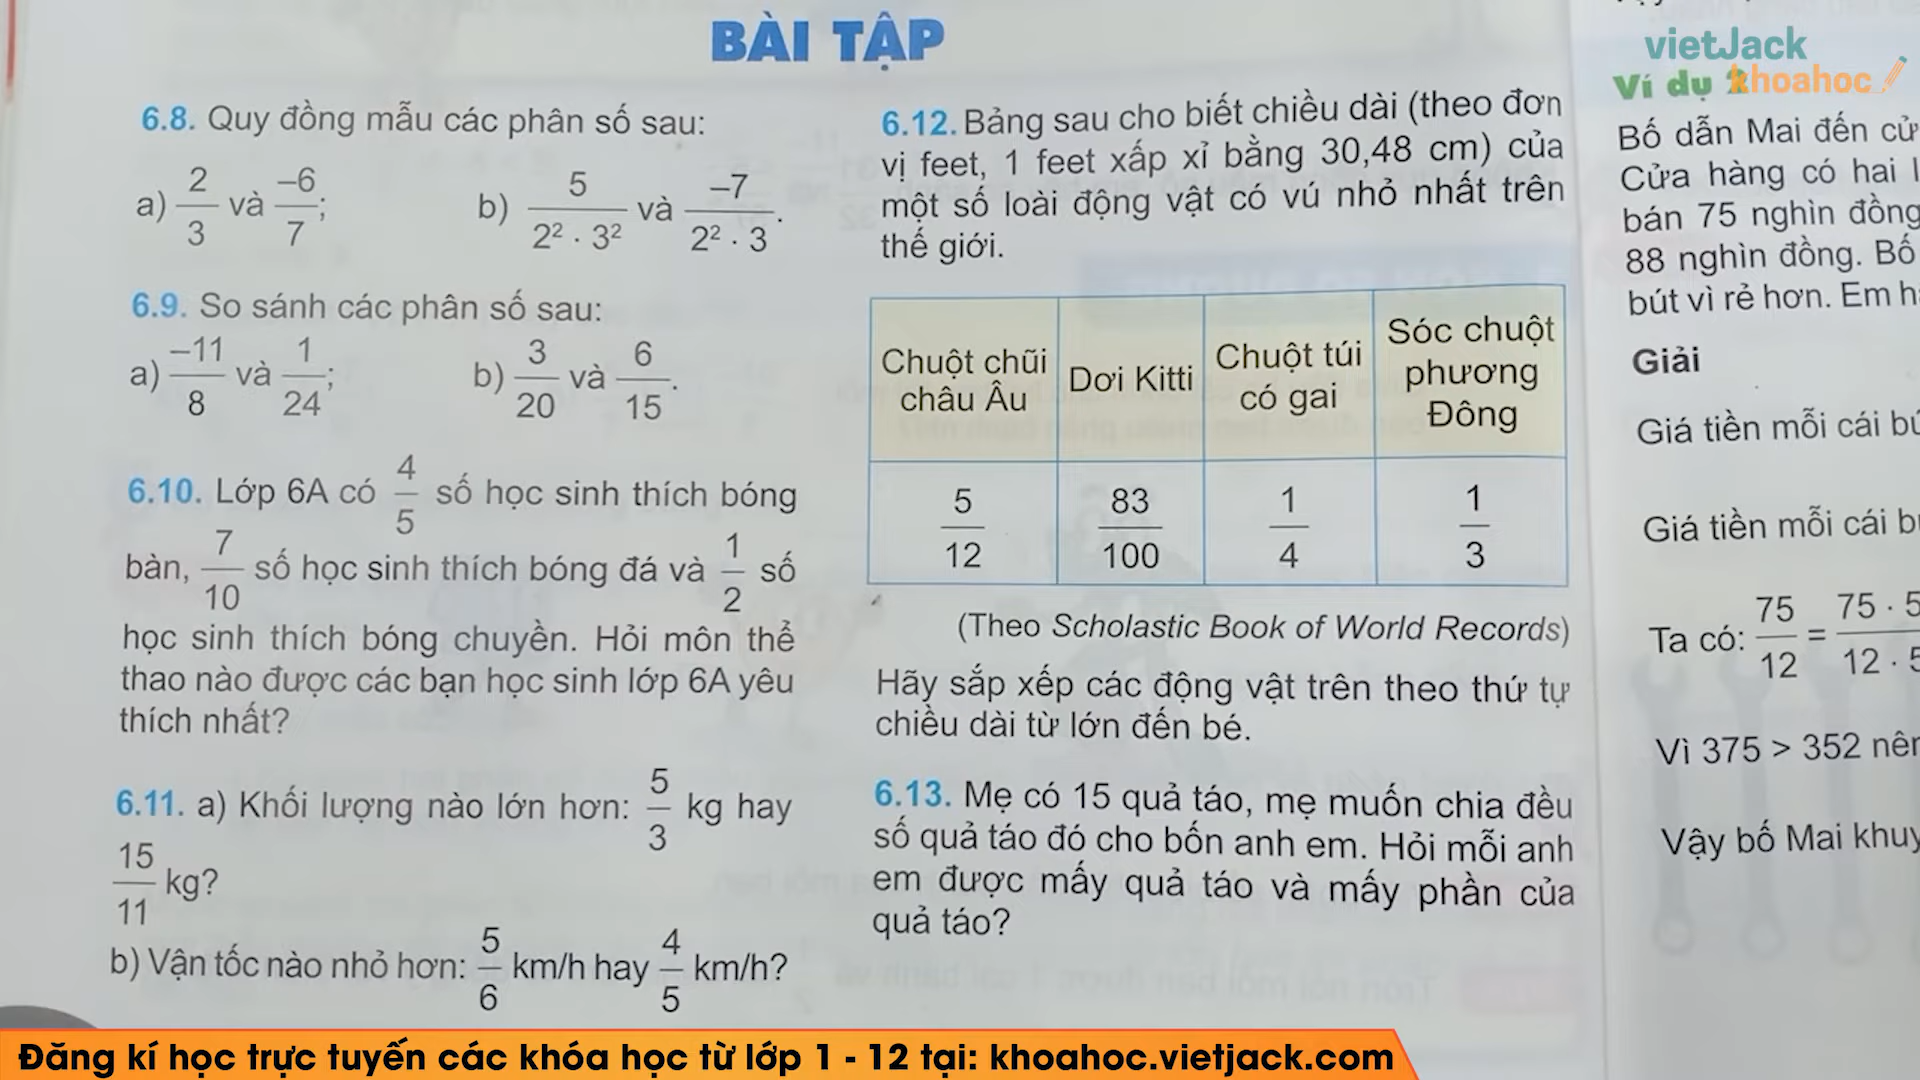 BÀI TẬP
6.8. Quy đồng mẫu các phân số sau:
a) 2/3 và –6/7;
b) 5/(2² · 3²) và –7/(2² · 3).
6.9. So sánh các phân số sau:
a) –11/8 và 1/24;
b) 3/20 và 6/15.
6.10. Lớp 6A có 4/5 số học sinh thích bóng
bàn, 7/10 số học sinh thích bóng đá và 1/2 số
học sinh thích bóng chuyền. Hỏi môn thể
thao nào được các bạn học sinh lớp 6A yêu
thích nhất?
6.11. a) Khối lượng nào lớn hơn: 5/3 kg hay
15/11 kg?
b) Vận tốc nào nhỏ hơn: 5/6 km/h hay 4/5 km/h?
6.12. Bảng sau cho biết chiều dài (theo đơn
vị feet, 1 feet xấp xỉ bằng 30,48 cm) của
một số loài động vật có vú nhỏ nhất trên
thế giới.
Chuột chũi châu Âu
Dơi Kitti
Chuột túi có gai
Sóc chuột phương Đông
5/12
83/100
1/4
1/3
(Theo Scholastic Book of World Records)
Hãy sắp xếp các động vật trên theo thứ tự
chiều dài từ lớn đến bé.
6.13. Mẹ có 15 quả táo, mẹ muốn chia đều
số quả táo đó cho bốn anh em. Hỏi mỗi anh
em được mấy quả táo và mấy phần của
quả táo?
vietJack
khoahoc
Ví dụ 2
Bố dẫn Mai đến cử
Cửa hàng có hai l
bán 75 nghìn đồng
88 nghìn đồng. Bố
bút vì rẻ hơn. Em h
Giải
Giá tiền mỗi cái bú
Giá tiền mỗi cái b
Ta có: 75/12 = 75 · 5/12 · 5
Vì 375 > 352 nên
Vậy bố Mai khuy
Đăng kí học trực tuyến các khóa học từ lớp 1 - 12 tại: khoahoc.vietjack.com